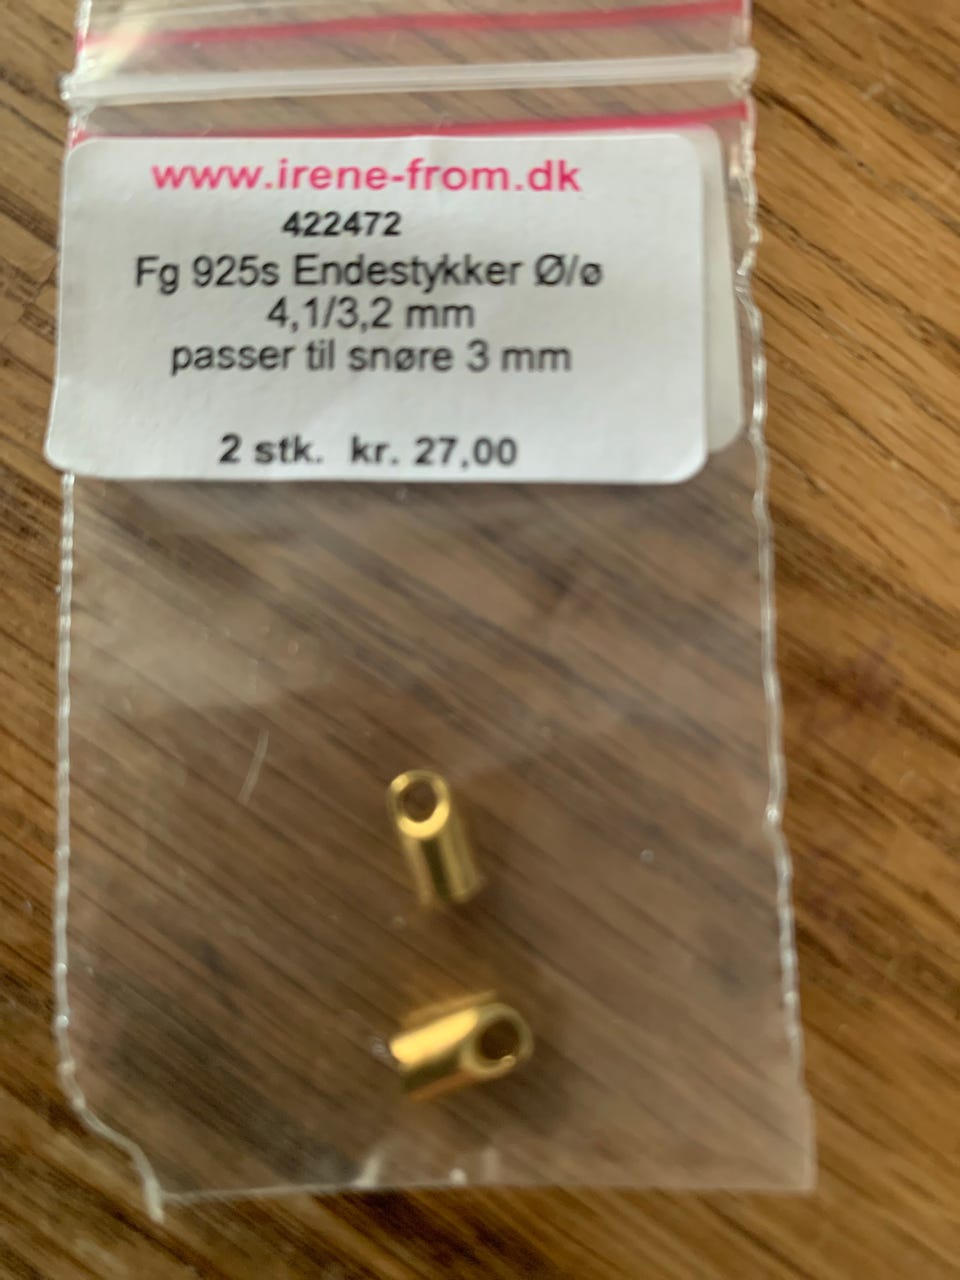 www.irene-from.dk
422472
Fg 925s Endestykker Ø/ø
4,1/3,2 mm
passer til snøre 3 mm
2 stk. kr. 27,00